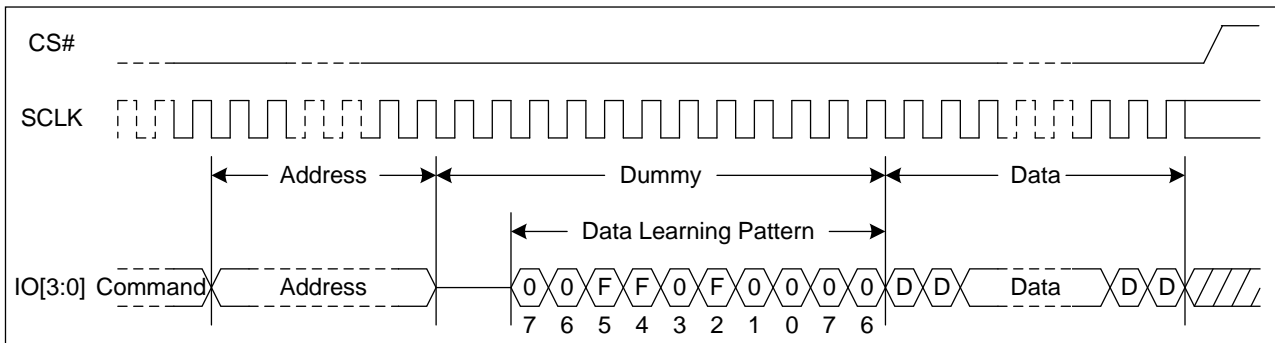 CS#
SCLK
Address Dummy Data
Data Learning Pattern
IO[3:0] Command Address 0 0 F F 0 F 0 0 0 0 D D Data D D
7 6 5 4 3 2 1 0 7 6